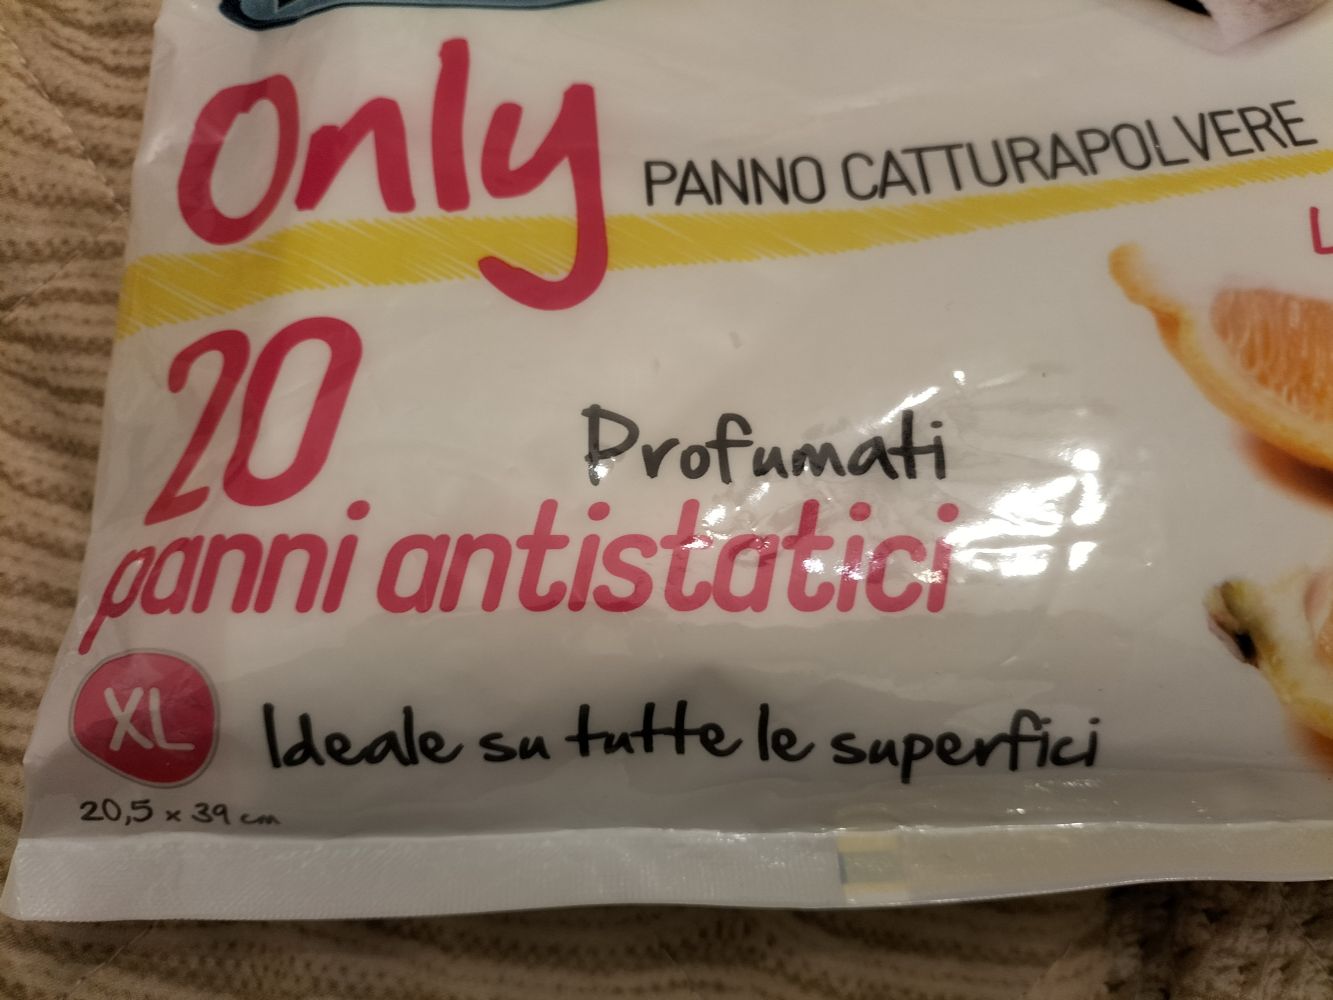 Only
PANNO CATTURAPOLVERE
20
Profumati
panni antistatici
XL
Ideale su tutte le superfici
20,5 x 39 cm